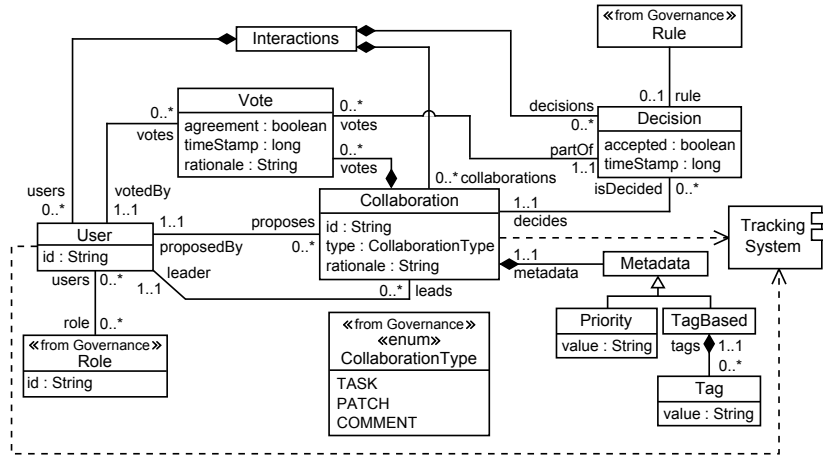 Interactions
«from Governance»
Rule
Vote
agreement : boolean
timeStamp : long
rationale : String
0..*
votes
0..*
votes
0..*
votes
decisions
0..*
0..1 rule
Decision
accepted : boolean
timeStamp : long
partOf
1..1
isDecided 0..*
0..* collaborations
users
0..*
votedBy
1..1
User
id : String
1..1
proposedBy
proposes
0..*
Collaboration
id : String
type : CollaborationType
rationale : String
1..1
decides
Tracking
System
users 0..*
leader
1..1
0..* leads
1..1
metadata
Metadata
role 0..*
«from Governance»
Role
id : String
«from Governance»
«enum»
CollaborationType
TASK
PATCH
COMMENT
Priority
value : String
TagBased
tags 1..1
0..*
Tag
value : String